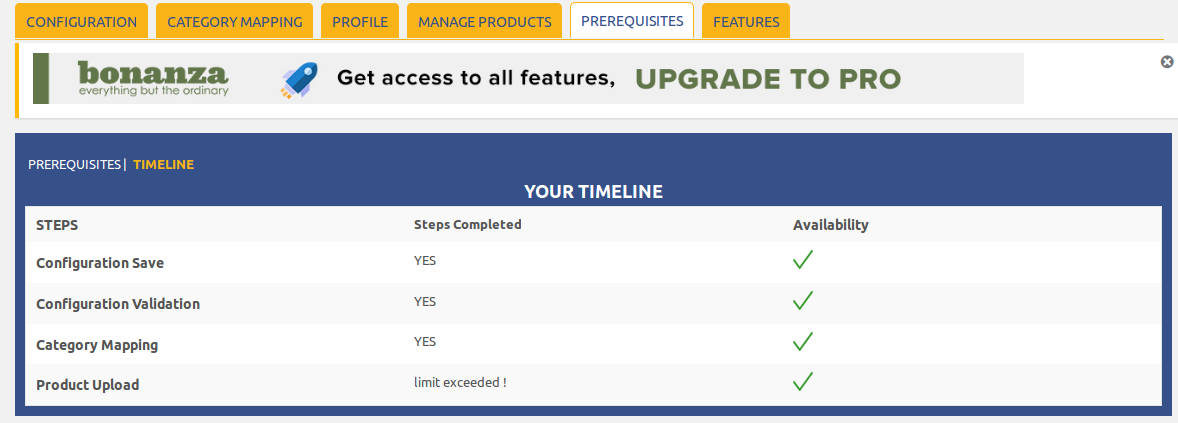 CONFIGURATION CATEGORY MAPPING PROFILE MANAGE PRODUCTS PREREQUISITES FEATURES
bonanza
everything but the ordinary
Get access to all features, UPGRADE TO PRO
PREREQUISITES | TIMELINE
YOUR TIMELINE
STEPS Steps Completed Availability
Configuration Save YES
Configuration Validation YES
Category Mapping YES
Product Upload limit exceeded !